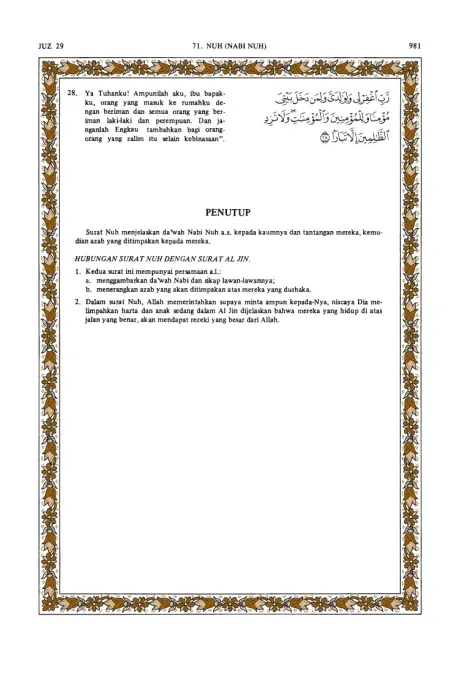 JUZ 29 71. NUH (NABI NUH) 981
28. Ya Tuhanku! Ampunilah aku, ibu bapak-
ku, orang yang masuk ke rumahku de-
ngan beriman dan semua orang yang ber-
iman laki-laki dan perempuan. Dan ja-
nganlah Engkau tambahkan bagi orang-
orang yang zalim itu selain kebinasaan".
رَّبِّ ٱغْفِرْ لِى وَلِوَٰلِدَىَّ وَلِمَن دَخَلَ بَيْتِىَ
مُؤْمِنًا وَلِلْمُؤْمِنِينَ وَٱلْمُؤْمِنَٰتِ وَلَا تَزِدِ
ٱلظَّٰلِمِينَ إِلَّا تَبَارًۢا ٢٨
PENUTUP
Surat Nuh menjelaskan da'wah Nabi Nuh a.s. kepada kaumnya dan tantangan mereka, kemu-
dian azab yang ditimpakan kepada mereka.
HUBUNGAN SURAT NUH DENGAN SURAT AL JIN.
1. Kedua surat ini mempunyai persamaan a.l.:
a. menggambarkan da'wah Nabi dan sikap lawan-lawannya;
b. menerangkan azab yang akan ditimpakan atas mereka yang durhaka.
2. Dalam surat Nuh, Allah memerintahkan supaya minta ampun kepada-Nya, niscaya Dia me-
limpahkan harta dan anak sedang dalam Al Jin dijelaskan bahwa mereka yang hidup di atas
jalan yang benar, akan mendapat rezeki yang besar dari Allah.